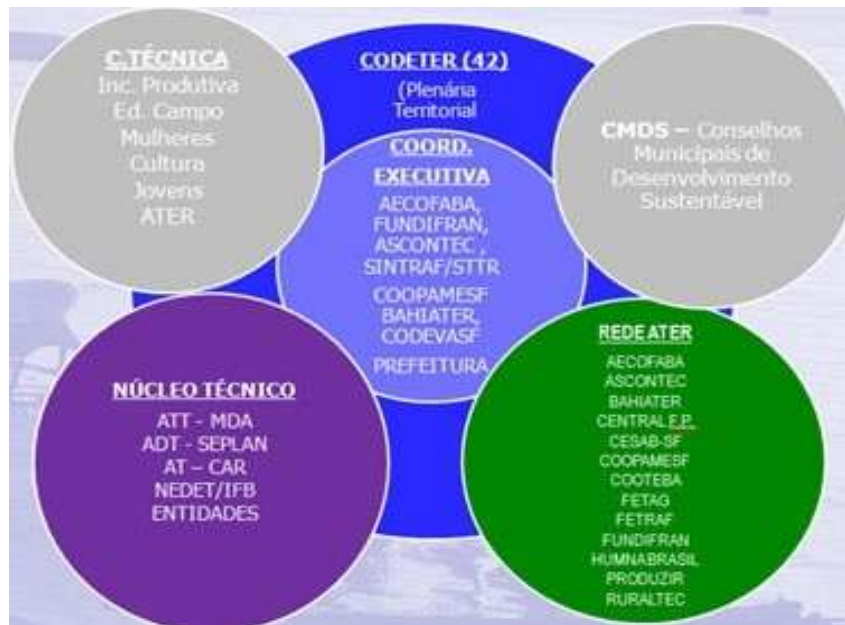 C.TÉCNICA
Inc. Produtiva
Ed. Campo
Mulheres
Cultura
Jovens
ATER
CODETER (42)
(Plenária
Territorial
COORD.
EXECUTIVA
AECOFABA,
FUNDIFRAN,
ASCONTEC ,
SINTRAF/STTR
COOPAMESF
BAHIATER,
CODEVASF
PREFEITURA
CMDS – Conselhos
Municipais de
Desenvolvimento
Sustentável
NÚCLEO TÉCNICO
ATT - MDA
ADT - SEPLAN
AT – CAR
NEDET/IFB
ENTIDADES
REDEATER
AECOFABA
ASCONTEC
BAHIATER
CENTRAL F.P.
CESAB-SF
COOPAMESF
COOTEBA
FETAG
FETRAF
FUNDIFRAN
HUMNABRASIL
PRODUZIR
RURALTEC